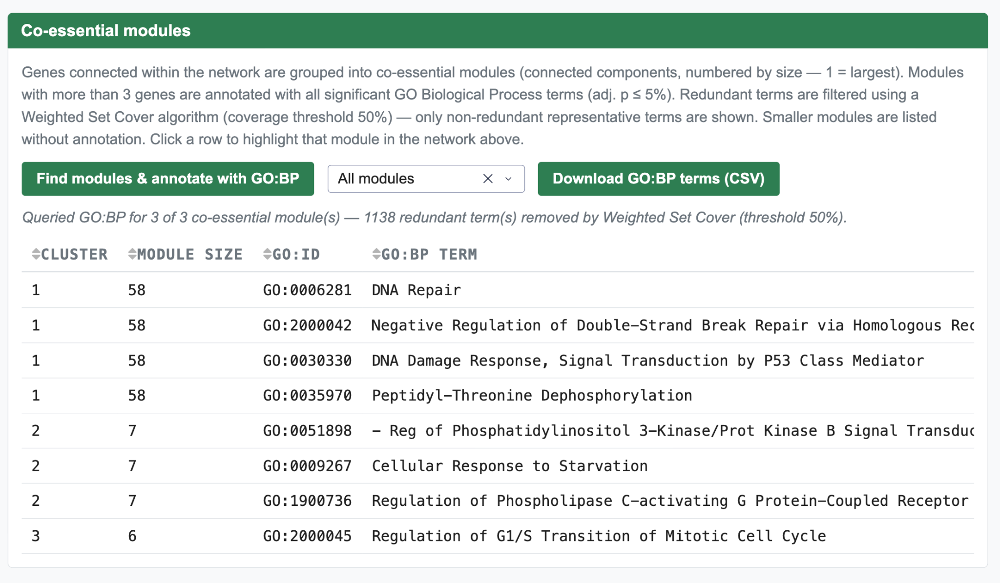 Co-essential modules
Genes connected within the network are grouped into co-essential modules (connected components, numbered by size — 1 = largest). Modules
with more than 3 genes are annotated with all significant GO Biological Process terms (adj. p ≤ 5%). Redundant terms are filtered using a
Weighted Set Cover algorithm (coverage threshold 50%) — only non-redundant representative terms are shown. Smaller modules are listed
without annotation. Click a row to highlight that module in the network above.
Find modules & annotate with GO:BP All modules Download GO:BP terms (CSV)
Queried GO:BP for 3 of 3 co-essential module(s) — 1138 redundant term(s) removed by Weighted Set Cover (threshold 50%).
CLUSTER MODULE SIZE GO:ID GO:BP TERM
1 58 GO:0006281 DNA Repair
1 58 GO:2000042 Negative Regulation of Double-Strand Break Repair via Homologous Rec
1 58 GO:0030330 DNA Damage Response, Signal Transduction by P53 Class Mediator
1 58 GO:0035970 Peptidyl-Threonine Dephosphorylation
2 7 GO:0051898 - Reg of Phosphatidylinositol 3-Kinase/Prot Kinase B Signal Transduc
2 7 GO:0009267 Cellular Response to Starvation
2 7 GO:1900736 Regulation of Phospholipase C-activating G Protein-Coupled Receptor
3 6 GO:2000045 Regulation of G1/S Transition of Mitotic Cell Cycle